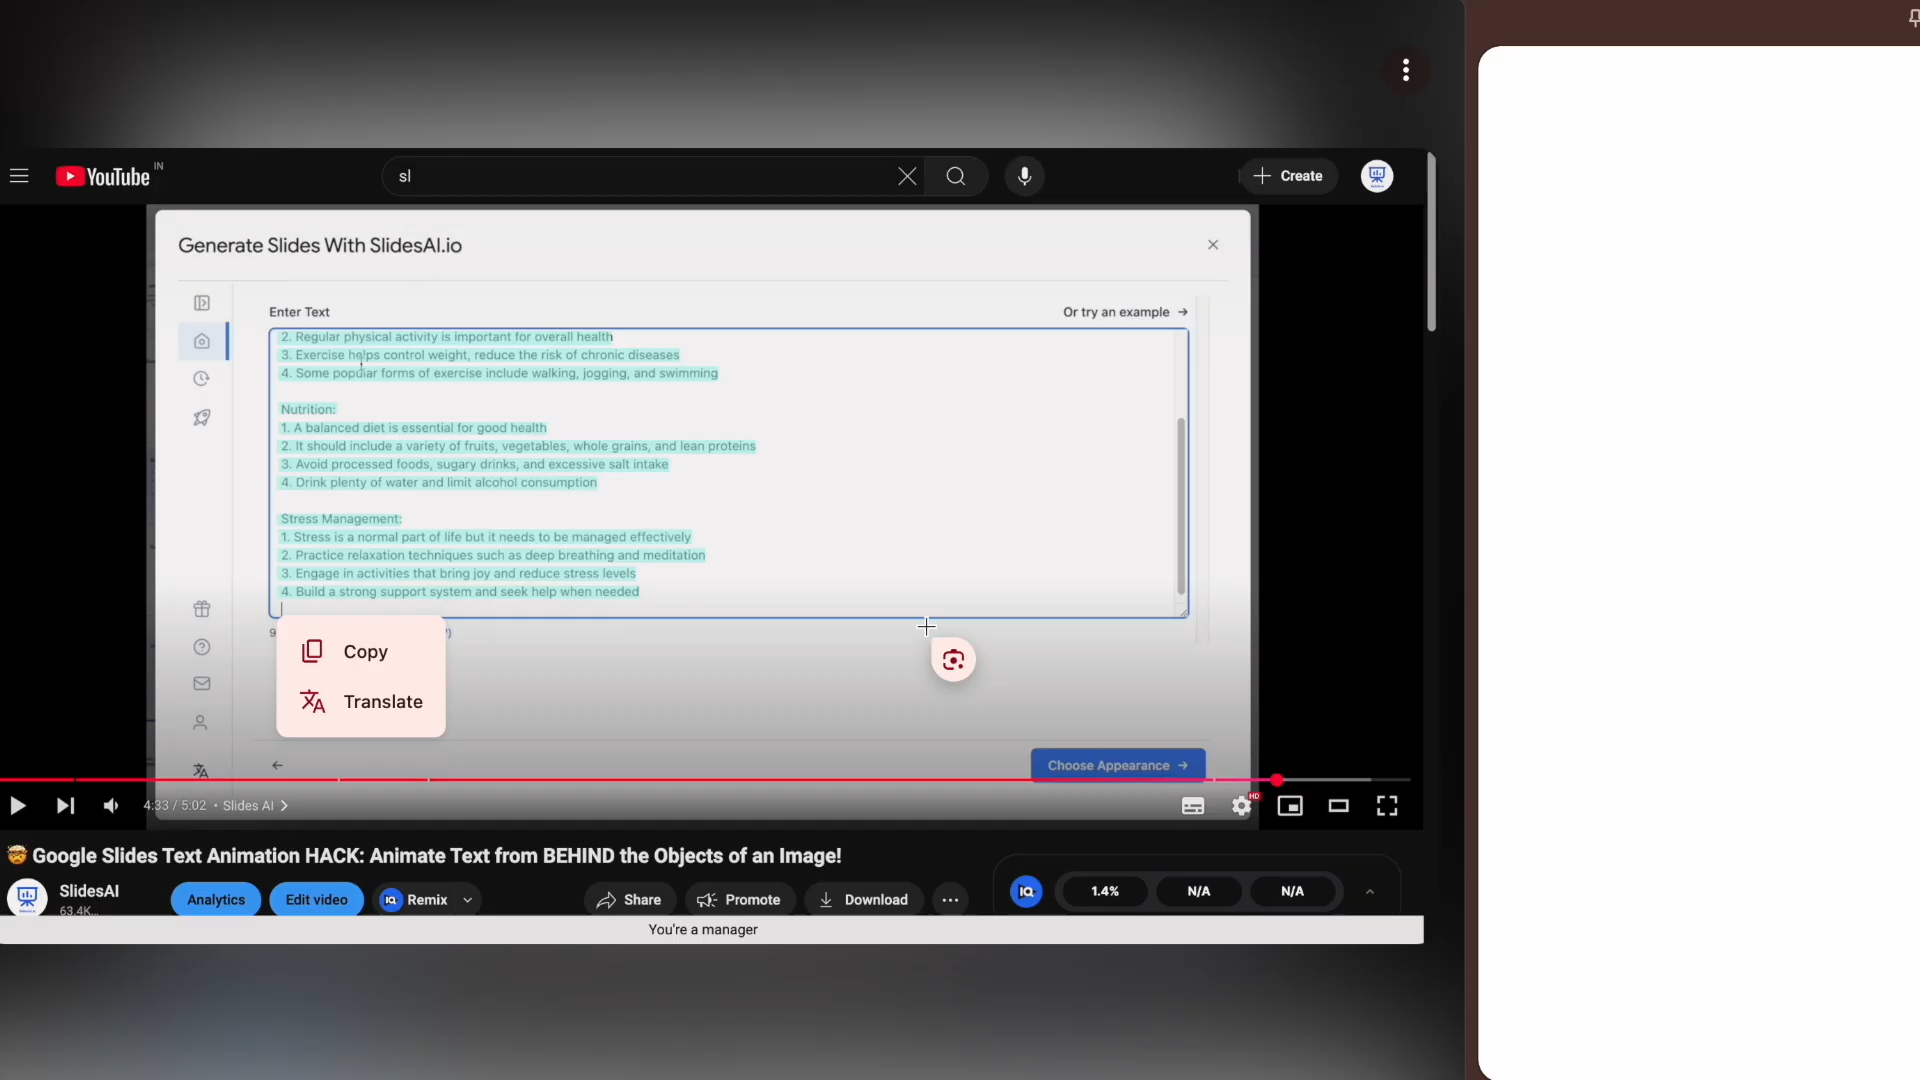 YouTube IN
sl
Create
Generate Slides With SlidesAI.io
Enter Text
Or try an example →
2. Regular physical activity is important for overall health
3. Exercise helps control weight, reduce the risk of chronic diseases
4. Some popular forms of exercise include walking, jogging, and swimming
Nutrition:
1. A balanced diet is essential for good health
2. It should include a variety of fruits, vegetables, whole grains, and lean proteins
3. Avoid processed foods, sugary drinks, and excessive salt intake
4. Drink plenty of water and limit alcohol consumption
Stress Management:
1. Stress is a normal part of life but it needs to be managed effectively
2. Practice relaxation techniques such as deep breathing and meditation
3. Engage in activities that bring joy and reduce stress levels
4. Build a strong support system and seek help when needed
Copy
Translate
Choose Appearance →
4:33 / 5:02 • Slides AI
HD
🤯 Google Slides Text Animation HACK: Animate Text from BEHIND the Objects of an Image!
SlidesAI
63.4K...
Analytics
Edit video
IQ Remix
Share
Promote
Download
IQ
1.4%
N/A
N/A
You're a manager